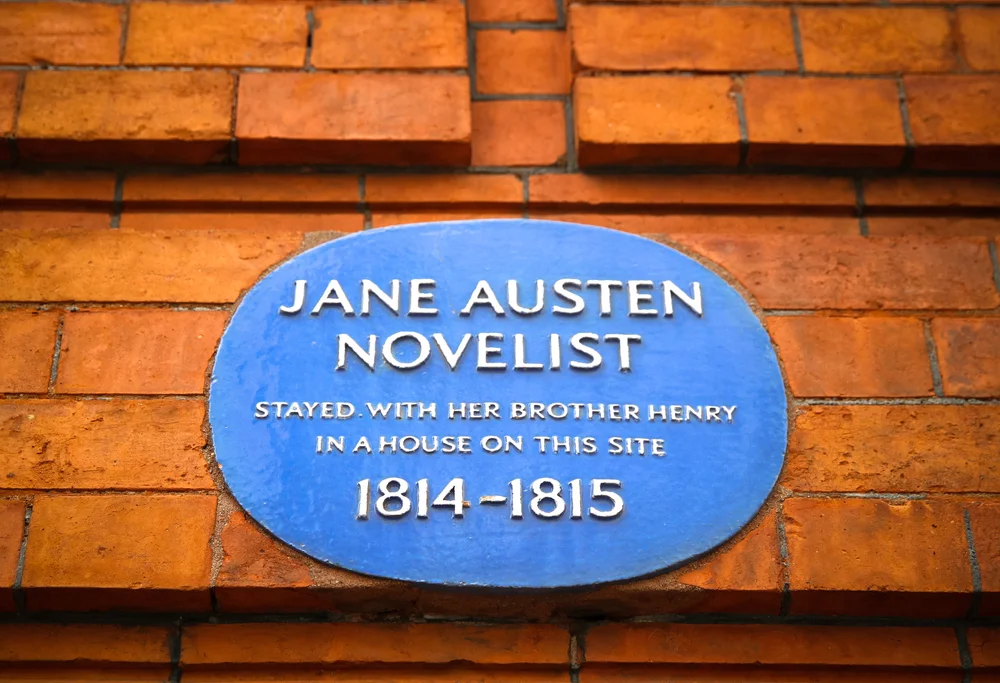 JANE AUSTEN
NOVELIST
STAYED WITH HER BROTHER HENRY
IN A HOUSE ON THIS SITE
1814-1815